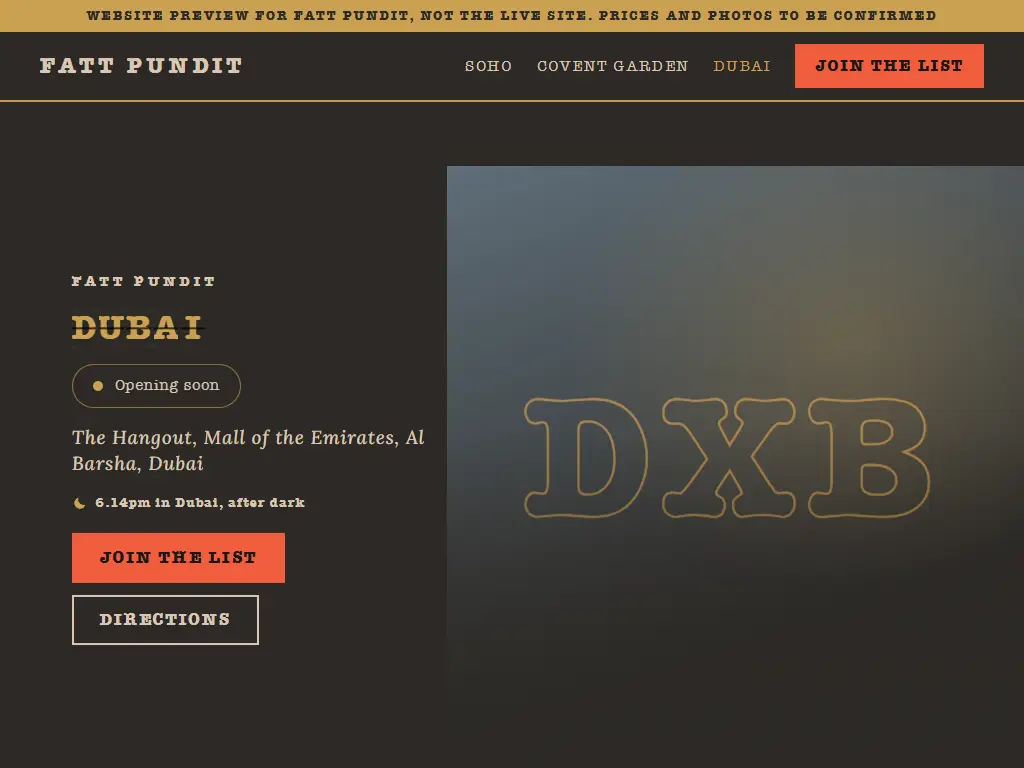 WEBSITE PREVIEW FOR FATT PUNDIT, NOT THE LIVE SITE. PRICES AND PHOTOS TO BE CONFIRMED
FATT PUNDIT
SOHO COVENT GARDEN DUBAI JOIN THE LIST
FATT PUNDIT
DUBAI
Opening soon
The Hangout, Mall of the Emirates, Al
Barsha, Dubai
6.14pm in Dubai, after dark
JOIN THE LIST
DIRECTIONS
DXB